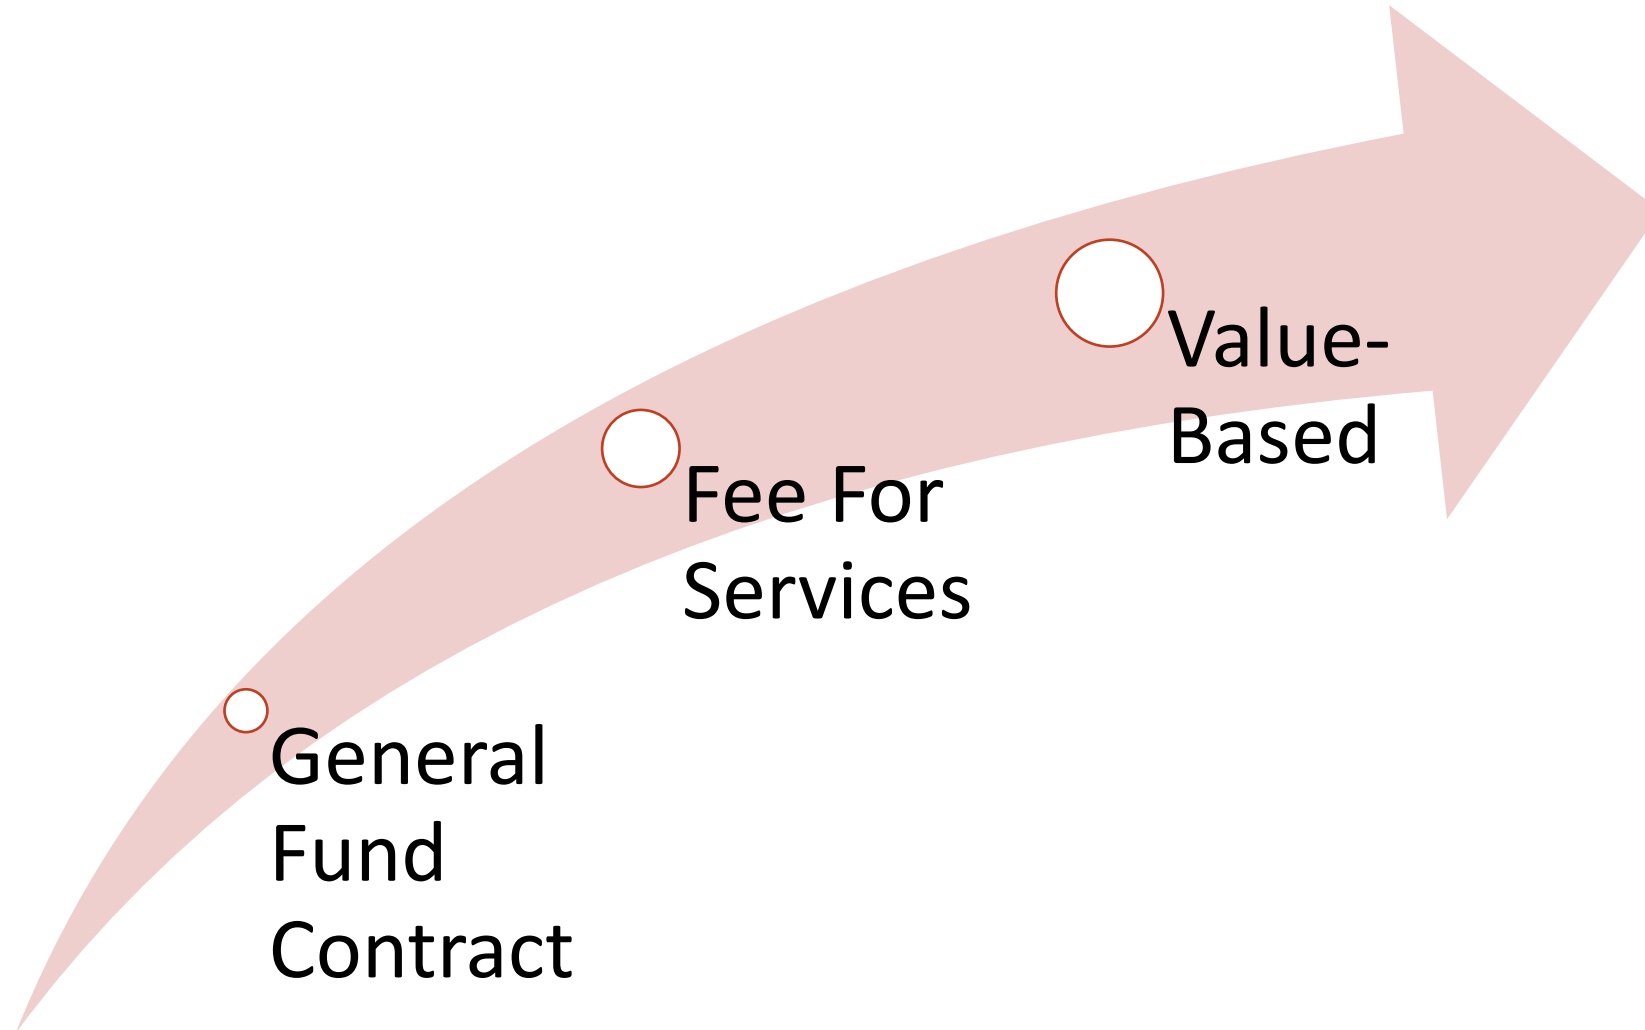 General
Fund
Contract
Fee For
Services
Value-
Based